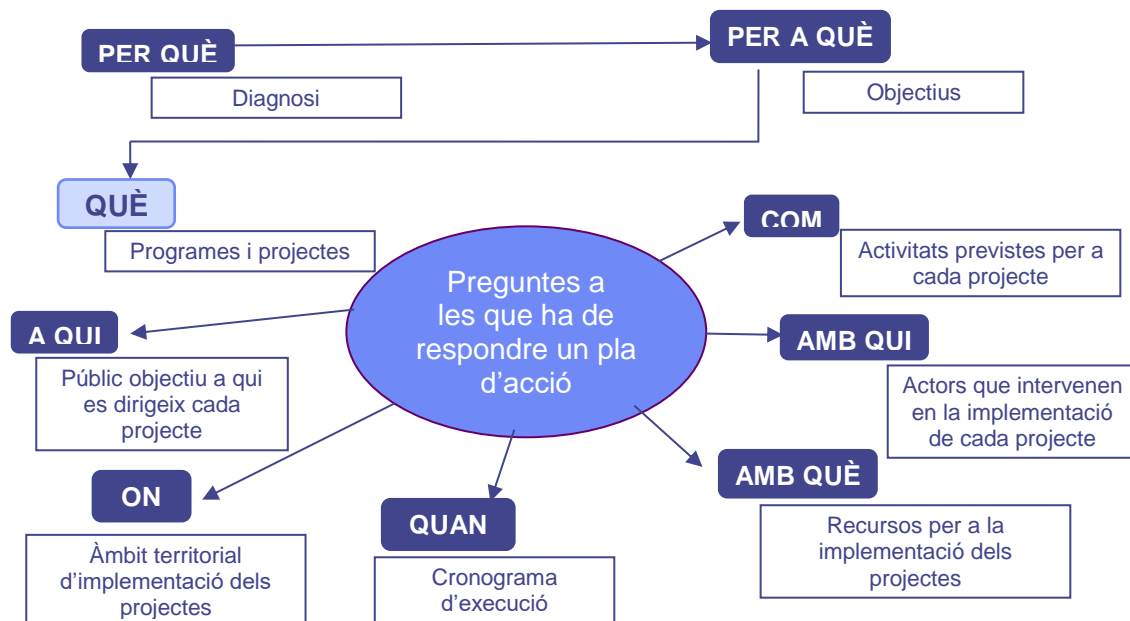 PER QUÈ
Diagnosi
PER A QUÈ
Objectius
QUÈ
Programes i projectes
Preguntes a
les que ha de
respondre un pla
d’acció
COM
Activitats previstes per a
cada projecte
A QUI
Públic objectiu a qui
es dirigeix cada
projecte
AMB QUI
Actors que intervenen
en la implementació
de cada projecte
ON
Àmbit territorial
d’implementació dels
projectes
QUAN
Cronograma
d’execució
AMB QUÈ
Recursos per a la
implementació dels
projectes